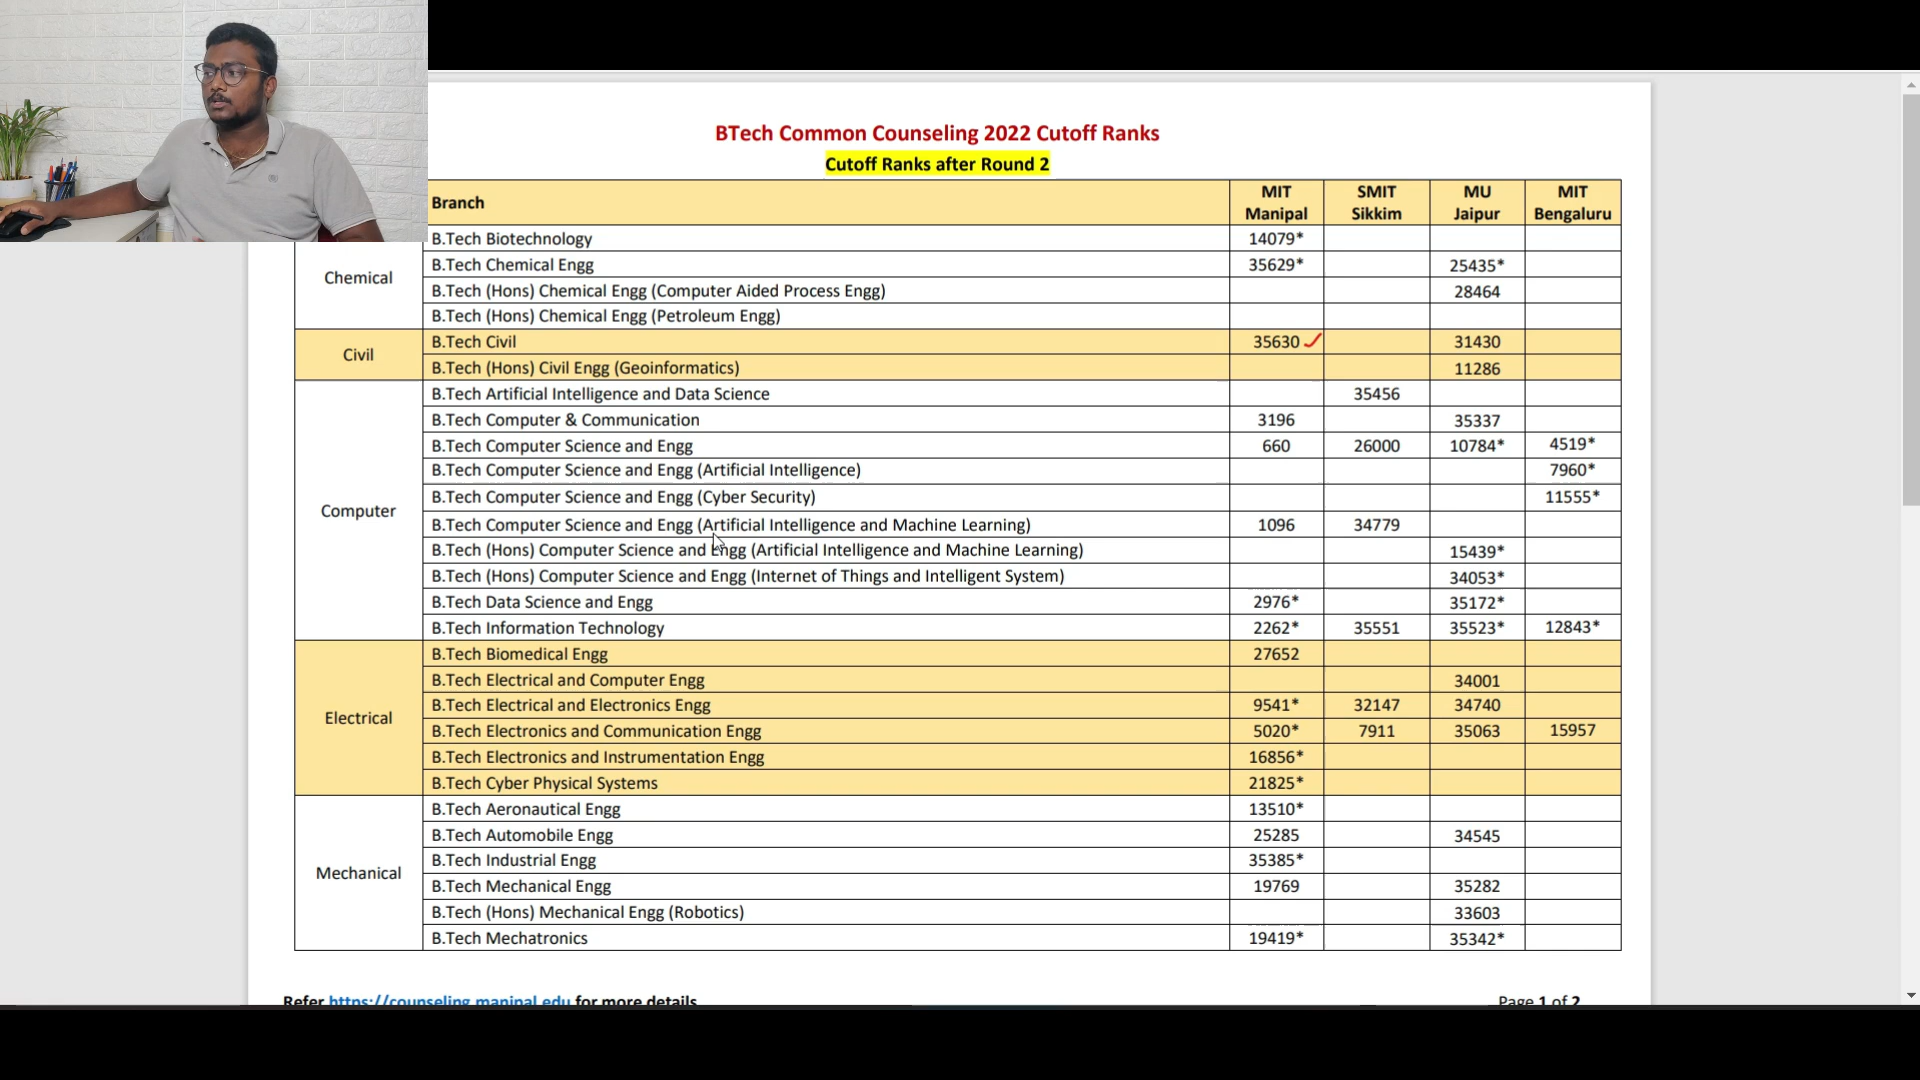 BTech Common Counseling 2022 Cutoff Ranks
Cutoff Ranks after Round 2
Branch MIT Manipal SMIT Sikkim MU Jaipur MIT Bengaluru
Chemical
B.Tech Biotechnology 14079*
B.Tech Chemical Engg 35629* 25435*
B.Tech (Hons) Chemical Engg (Computer Aided Process Engg) 28464
B.Tech (Hons) Chemical Engg (Petroleum Engg)
Civil
B.Tech Civil 35630 31430
B.Tech (Hons) Civil Engg (Geoinformatics) 11286
Computer
B.Tech Artificial Intelligence and Data Science 35456
B.Tech Computer & Communication 3196 35337
B.Tech Computer Science and Engg 660 26000 10784* 4519*
B.Tech Computer Science and Engg (Artificial Intelligence) 7960*
B.Tech Computer Science and Engg (Cyber Security) 11555*
B.Tech Computer Science and Engg (Artificial Intelligence and Machine Learning) 1096 34779
B.Tech (Hons) Computer Science and Engg (Artificial Intelligence and Machine Learning) 15439*
B.Tech (Hons) Computer Science and Engg (Internet of Things and Intelligent System) 34053*
B.Tech Data Science and Engg 2976* 35172*
B.Tech Information Technology 2262* 35551 35523* 12843*
Electrical
B.Tech Biomedical Engg 27652
B.Tech Electrical and Computer Engg 34001
B.Tech Electrical and Electronics Engg 9541* 32147 34740
B.Tech Electronics and Communication Engg 5020* 7911 35063 15957
B.Tech Electronics and Instrumentation Engg 16856*
B.Tech Cyber Physical Systems 21825*
Mechanical
B.Tech Aeronautical Engg 13510*
B.Tech Automobile Engg 25285 34545
B.Tech Industrial Engg 35385*
B.Tech Mechanical Engg 19769 35282
B.Tech (Hons) Mechanical Engg (Robotics) 33603
B.Tech Mechatronics 19419* 35342*
Refer https://counseling.manipal.edu for more details
Page 1 of 2